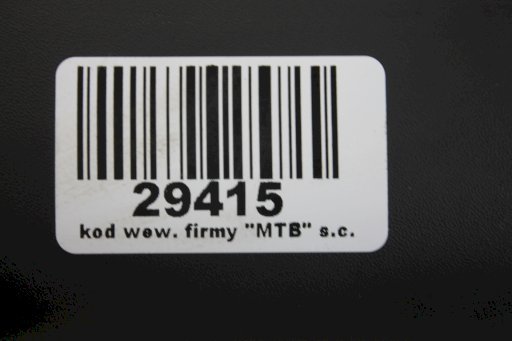 29415
kod wew. firmy "MTB" s.c.